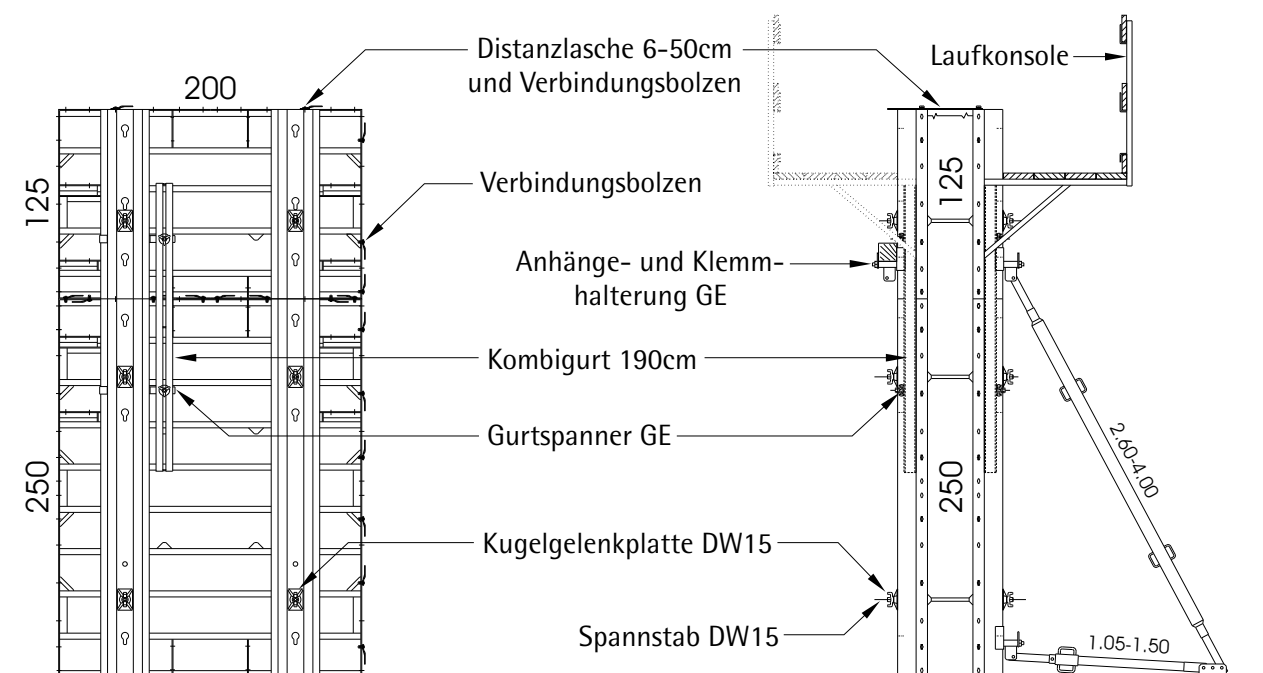 Distanzlasche 6-50cm
und Verbindungsbolzen
Laufkonsole
200
125
125
Verbindungsbolzen
Anhänge- und Klemm-
halterung GE
Kombigurt 190cm
Gurtspanner GE
2.60-4.00
250
250
Kugelgelenkplatte DW15
Spannstab DW15
1.05-1.50